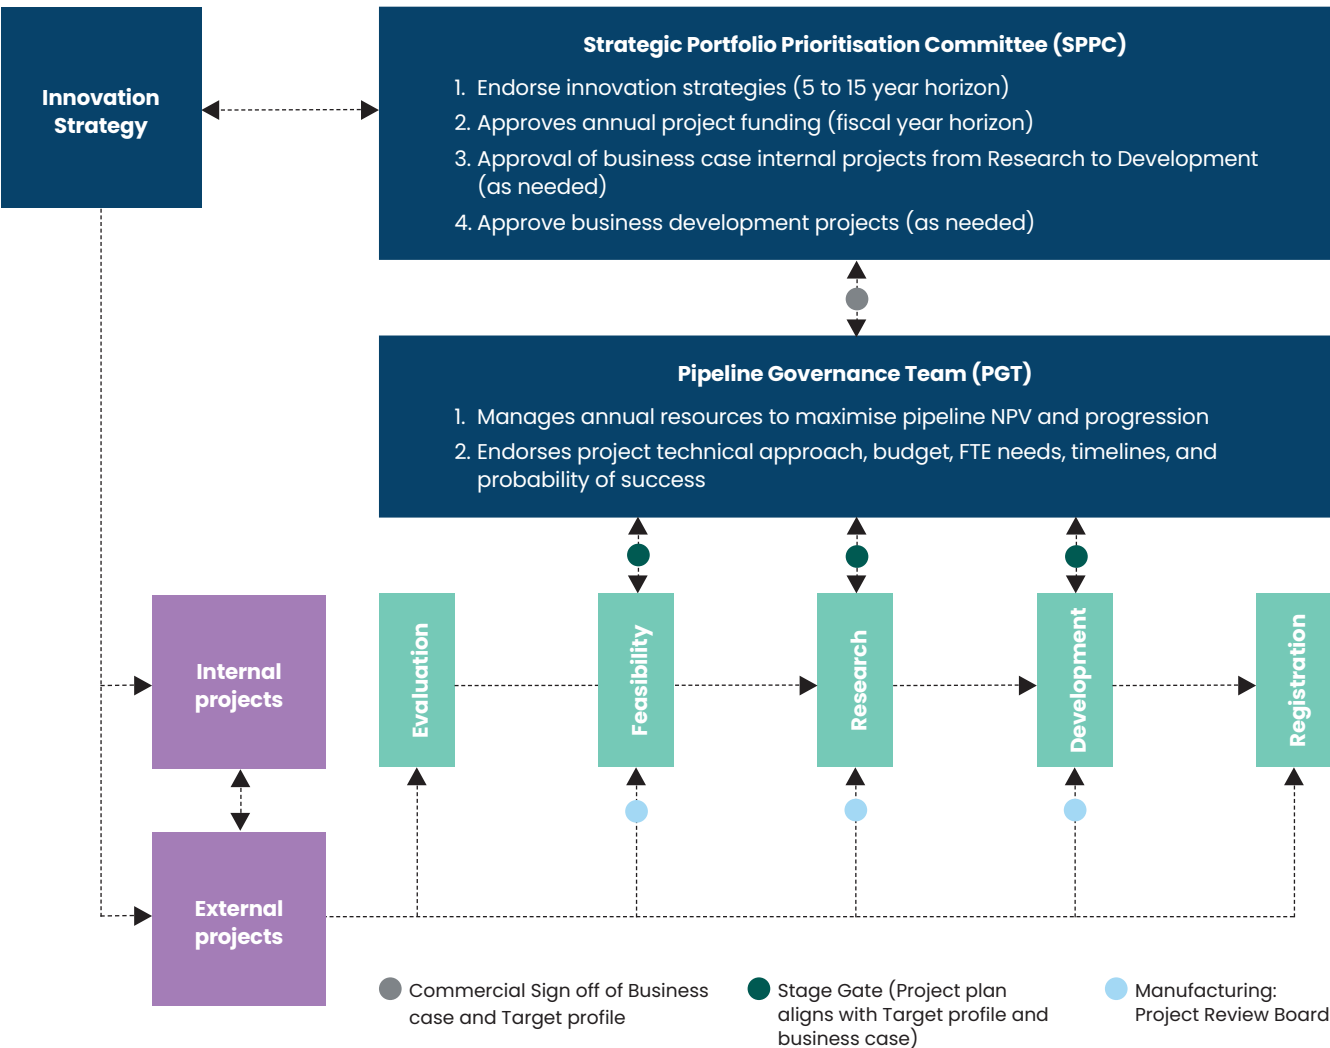 Innovation
Strategy
Strategic Portfolio Prioritisation Committee (SPPC)
1. Endorse innovation strategies (5 to 15 year horizon)
2. Approves annual project funding (fiscal year horizon)
3. Approval of business case internal projects from Research to Development
(as needed)
4. Approve business development projects (as needed)
Pipeline Governance Team (PGT)
1. Manages annual resources to maximise pipeline NPV and progression
2. Endorses project technical approach, budget, FTE needs, timelines, and
probability of success
Internal
projects
Evaluation
Feasibility
Research
Development
Registration
External
projects
Commercial Sign off of Business
case and Target profile
Stage Gate (Project plan
aligns with Target profile and
business case)
Manufacturing:
Project Review Board